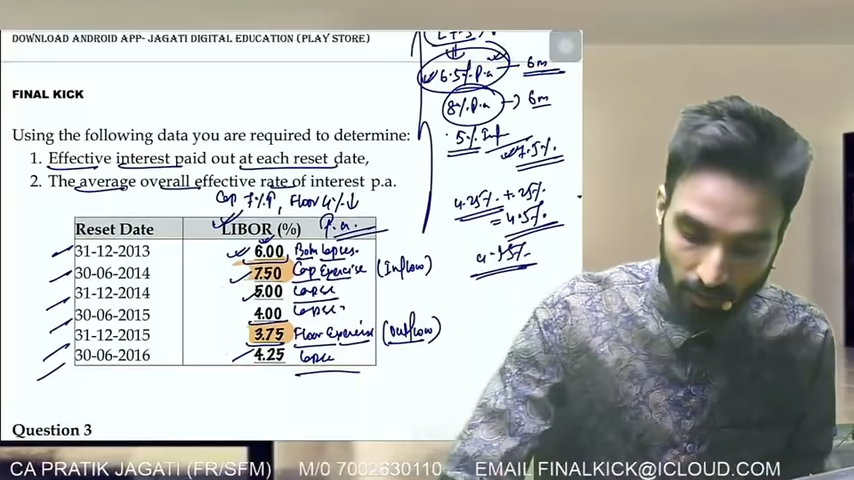 DOWNLOAD ANDROID APP- JAGATI DIGITAL EDUCATION (PLAY STORE)
FINAL KICK
Using the following data you are required to determine:
1. Effective interest paid out at each reset date,
2. The average overall effective rate of interest p.a.
Cap 7%↑, Floor 4%↓
Reset Date LIBOR (%) P.a.
31-12-2013 6.00 Both lapses.
30-06-2014 7.50 Cap Exercise (Inflow)
31-12-2014 5.00 Lapse
30-06-2015 4.00 Lapse.
31-12-2015 3.75 Floor Exercise (Outflow)
30-06-2016 4.25 lapse
Question 3
6.5% P.a — 6m
8% P.a → 6m
5% Inf
7.5%
4.25% + 25%
= 4.5%
CA PRATIK JAGATI (FR/SFM) M/0 7002630110 EMAIL FINALKICK@ICLOUD.COM